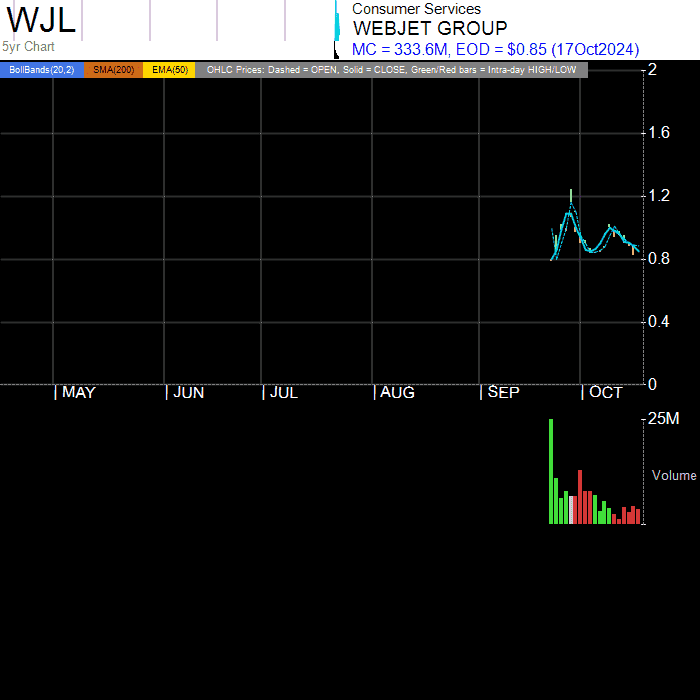 WJL
5yr Chart
Consumer Services
WEBJET GROUP
MC = 333.6M, EOD = $0.85 (17Oct2024)
BollBands(20,2) SMA(200) EMA(50) OHLC Prices: Dashed = OPEN, Solid = CLOSE, Green/Red bars = Intra-day HIGH/LOW
2
1.6
1.2
0.8
0.4
0
MAY JUN JUL AUG SEP OCT
25M
Volume